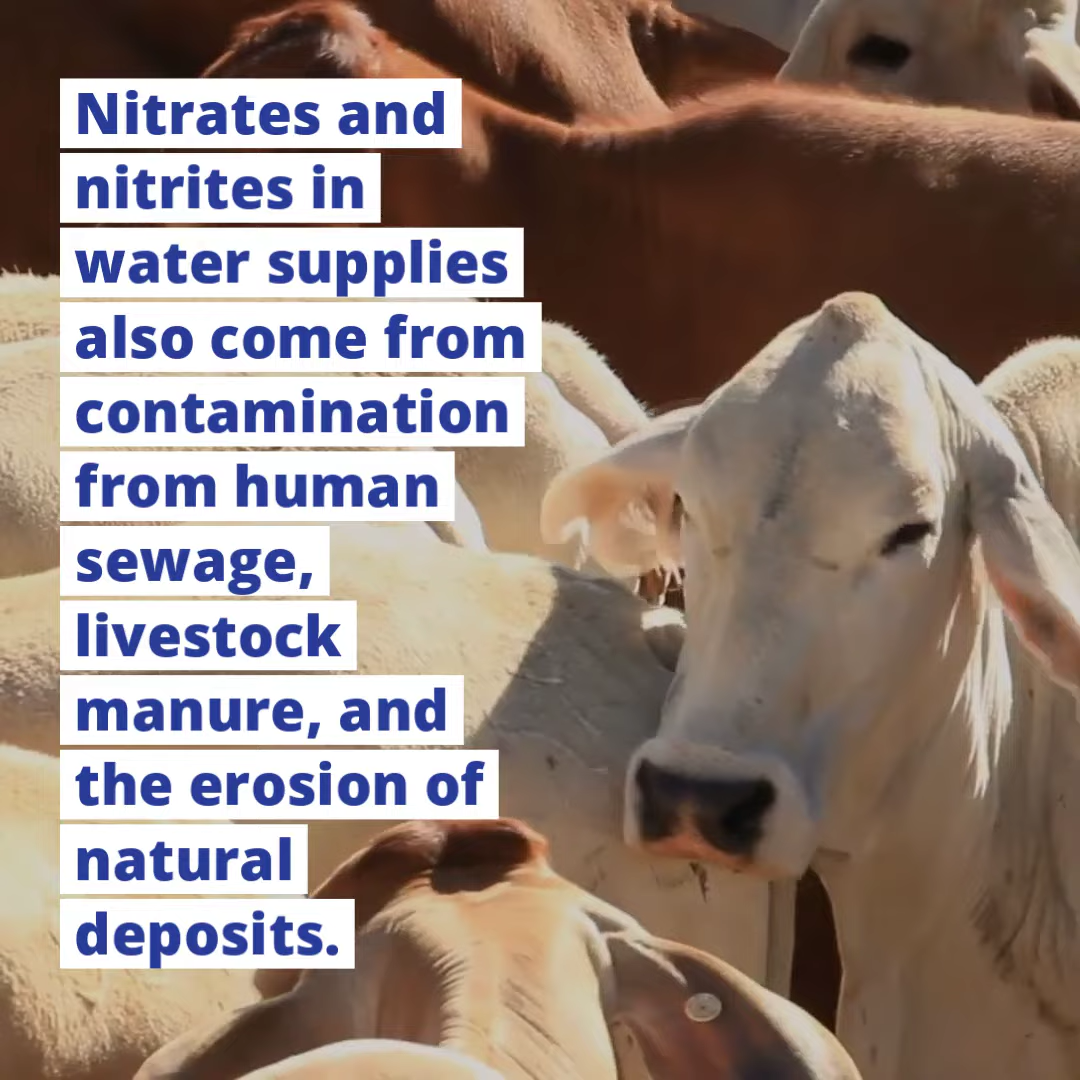 Nitrates and
nitrites in
water supplies
also come from
contamination
from human
sewage,
livestock
manure, and
the erosion of
natural
deposits.